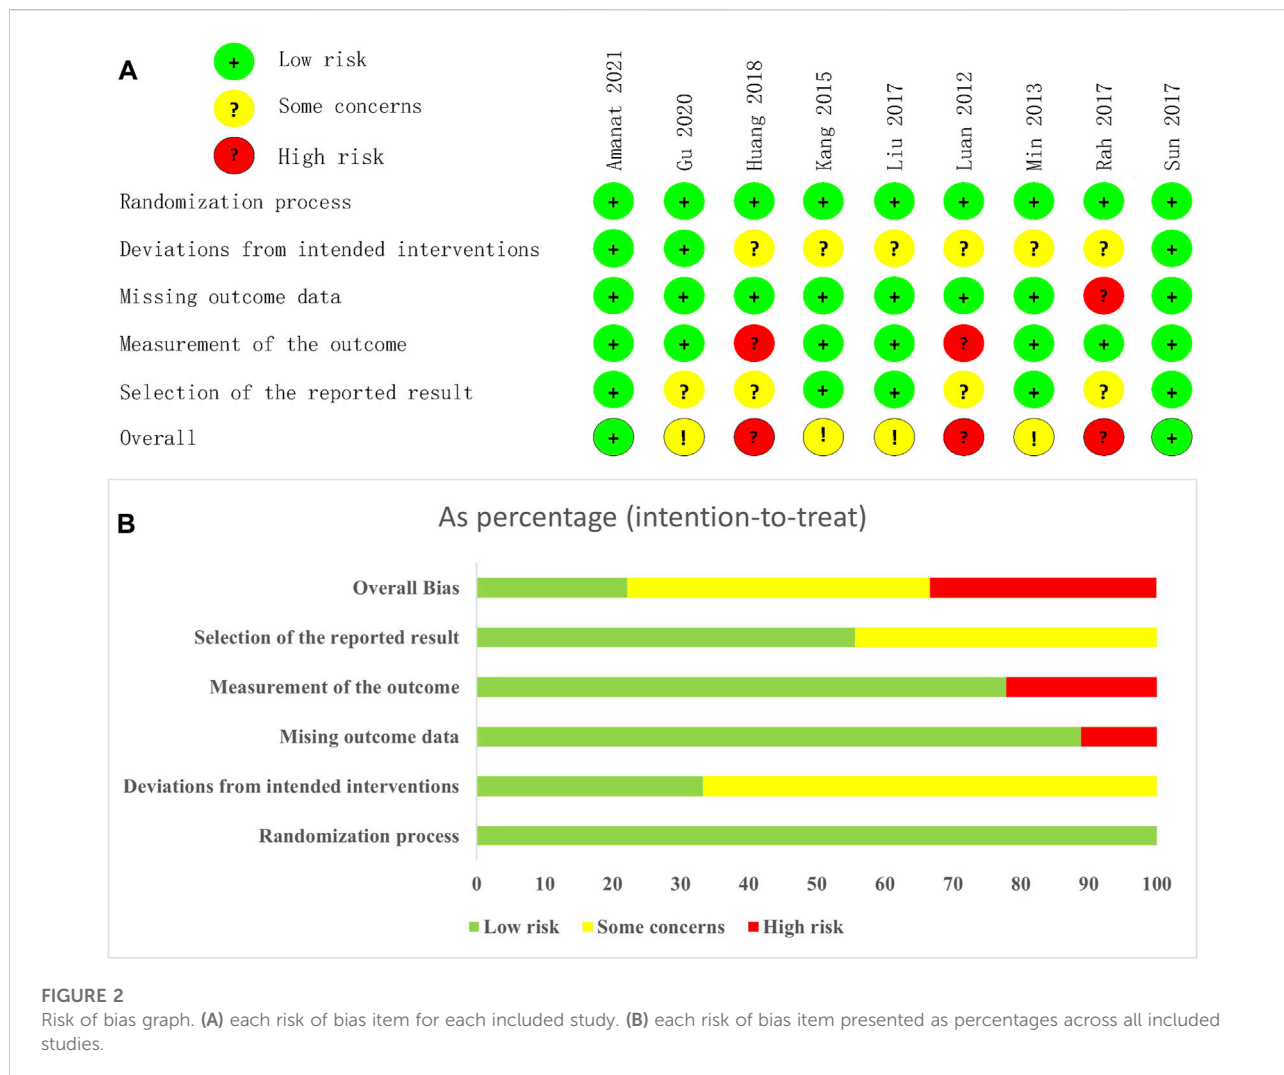 A
+ Low risk
? Some concerns
? High risk
Amanat 2021
Gu 2020
Huang 2018
Kang 2015
Liu 2017
Luan 2012
Min 2013
Rah 2017
Sun 2017
Randomization process + + + + + + + + +
Deviations from intended interventions + + ? ? ? ? ? ? +
Missing outcome data + + + + + + + ? +
Measurement of the outcome + + ? + + ? + + +
Selection of the reported result + ? ? + + ? + ? +
Overall + ! ? ! ! ? ! ? +
B
As percentage (intention-to-treat)
Overall Bias
Selection of the reported result
Measurement of the outcome
Mising outcome data
Deviations from intended interventions
Randomization process
0 10 20 30 40 50 60 70 80 90 100
Low risk Some concerns High risk
FIGURE 2
Risk of bias graph. (A) each risk of bias item for each included study. (B) each risk of bias item presented as percentages across all included
studies.